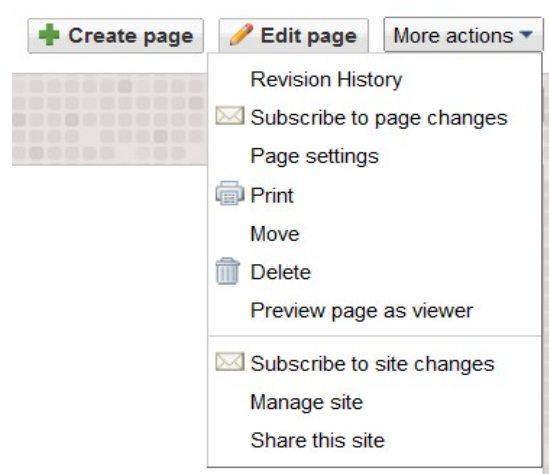 Create page Edit page More actions
Revision History
Subscribe to page changes
Page settings
Print
Move
Delete
Preview page as viewer
Subscribe to site changes
Manage site
Share this site